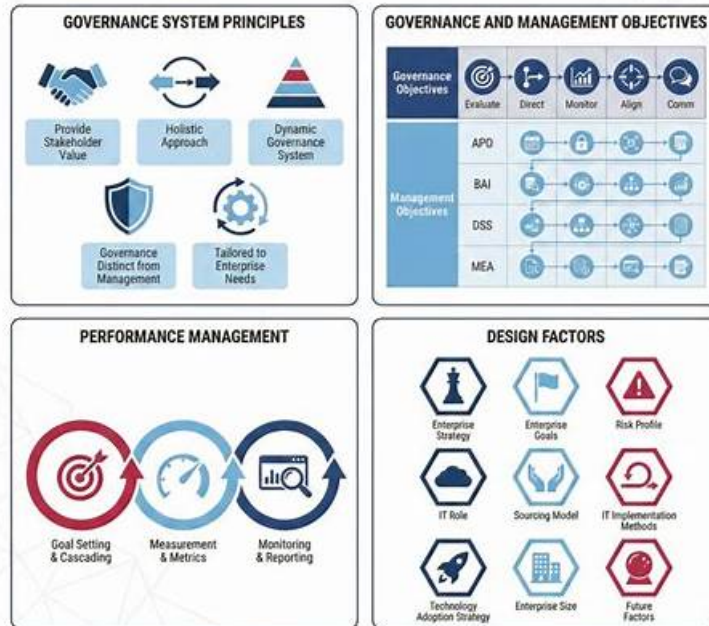 GOVERNANCE SYSTEM PRINCIPLES
Provide
Stakeholder
Value
Holistic
Approach
Dynamic
Governance
System
Governance
Distinct from
Management
Tailored to
Enterprise
Needs
GOVERNANCE AND MANAGEMENT OBJECTIVES
Governance
Objectives
Evaluate
Direct
Monitor
Align
Comm
Management
Objectives
APO
BAI
DSS
MEA
PERFORMANCE MANAGEMENT
Goal Setting
& Cascading
Measurement
& Metrics
Monitoring
& Reporting
DESIGN FACTORS
Enterprise
Strategy
Enterprise
Goals
Risk Profile
IT Role
Sourcing Model
IT Implementation
Methods
Technology
Adoption Strategy
Enterprise Size
Future
Factors